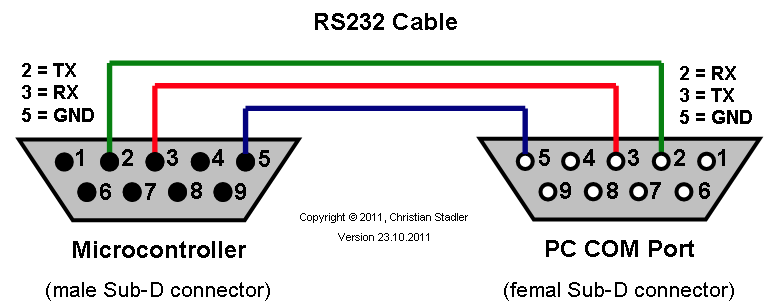 RS232 Cable
2 = TX
3 = RX
5 = GND
2 = RX
3 = TX
5 = GND
1 2 3 4 5
6 7 8 9
5 4 3 2 1
9 8 7 6
Copyright © 2011, Christian Stadler
Version 23.10.2011
Microcontroller
(male Sub-D connector)
PC COM Port
(femal Sub-D connector)